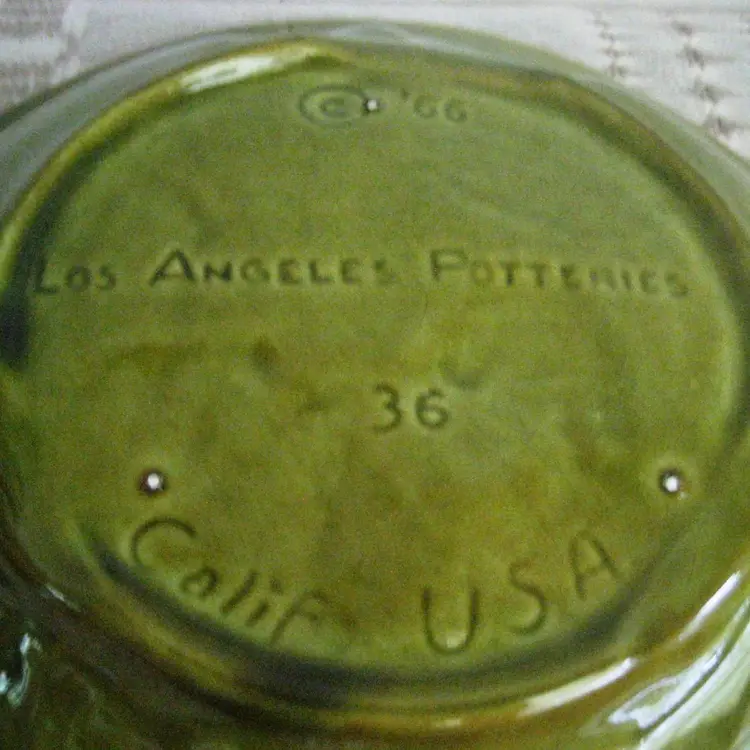 © '66
LOS ANGELES POTTERIES
36
Calif USA